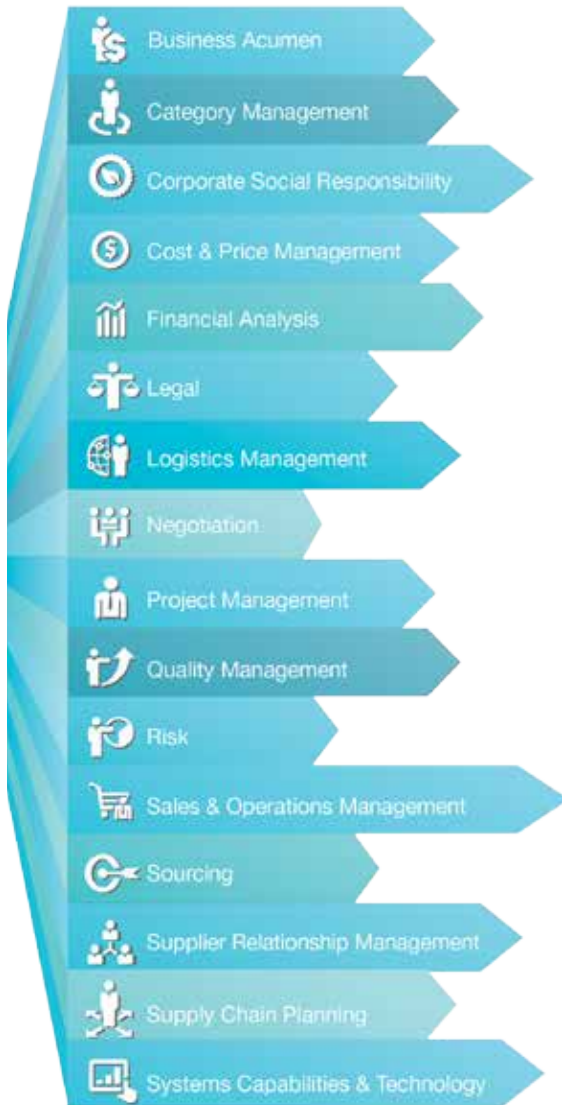 Business Acumen
Category Management
Corporate Social Responsibility
Cost & Price Management
Financial Analysis
Legal
Logistics Management
Negotiation
Project Management
Quality Management
Risk
Sales & Operations Management
Sourcing
Supplier Relationship Management
Supply Chain Planning
Systems Capabilities & Technology